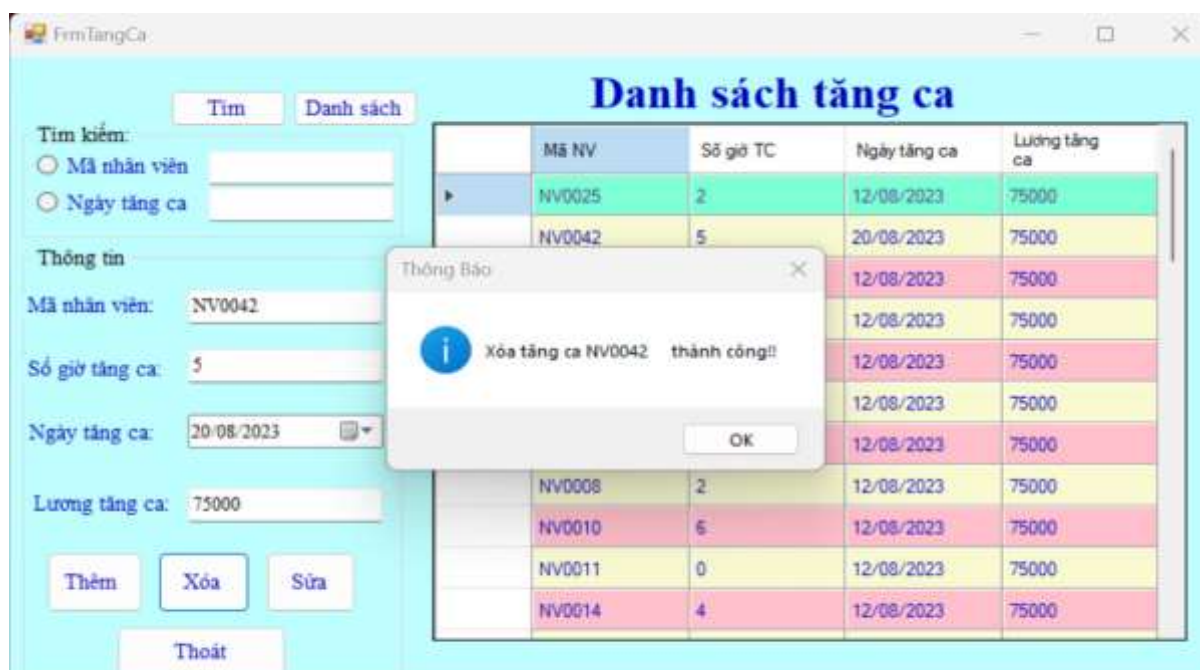 FrmTangCa
Danh sách tăng ca
Tìm
Danh sách
Tìm kiếm:
Mã nhân viên
Ngày tăng ca
Thông tin
Mã nhân viên:
NV0042
Số giờ tăng ca:
5
Ngày tăng ca:
20/08/2023
Lương tăng ca:
75000
Thêm
Xóa
Sửa
Thoát
Mã NV Số giờ TC Ngày tăng ca Lương tăng
ca
NV0025 2 12/08/2023 75000
NV0042 5 20/08/2023 75000
12/08/2023 75000
12/08/2023 75000
12/08/2023 75000
12/08/2023 75000
12/08/2023 75000
NV0008 2 12/08/2023 75000
NV0010 6 12/08/2023 75000
NV0011 0 12/08/2023 75000
NV0014 4 12/08/2023 75000
Thông Báo
Xóa tăng ca NV0042 thành công!!
OK